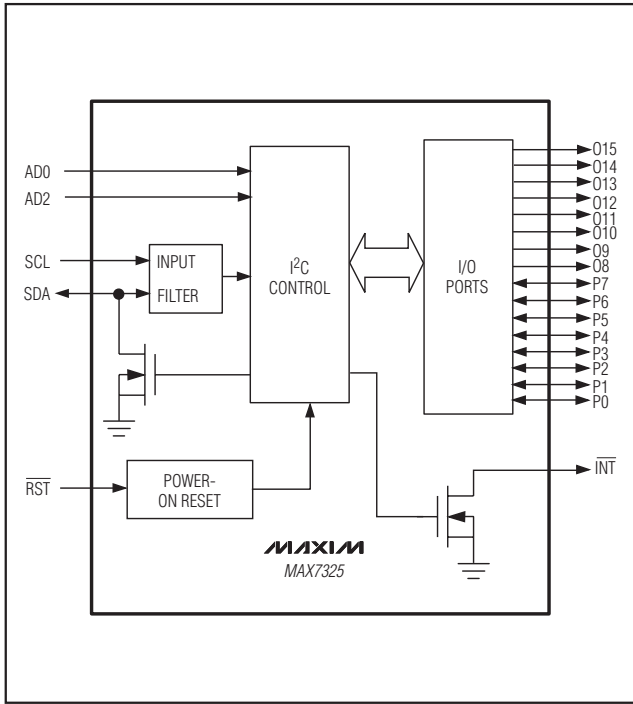 AD0
AD2
SCL
SDA
RST
INPUT
FILTER
I²C
CONTROL
I/O
PORTS
O15
O14
O13
O12
O11
O10
O9
O8
P7
P6
P5
P4
P3
P2
P1
P0
INT
POWER-
ON RESET
MAXIM
MAX7325